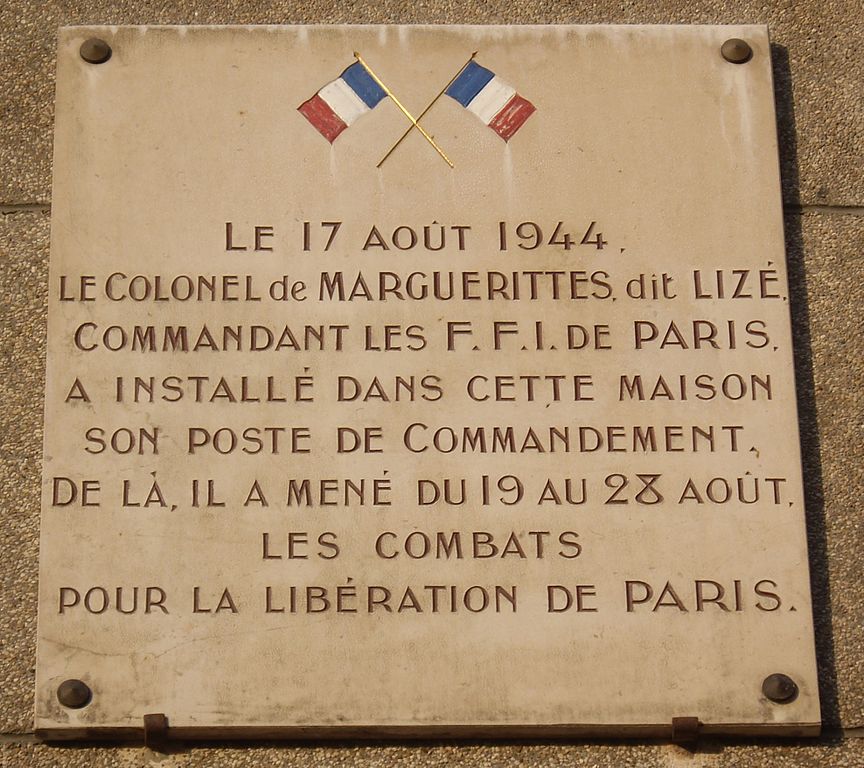 LE 17 AOÛT 1944,
LE COLONEL de MARGUERITTES, dit LIZÉ,
COMMANDANT LES F.F.I. DE PARIS,
A INSTALLÉ DANS CETTE MAISON
SON POSTE DE COMMANDEMENT.
DE LÀ, IL A MENÉ DU 19 AU 28 AOÛT,
LES COMBATS
POUR LA LIBÉRATION DE PARIS.